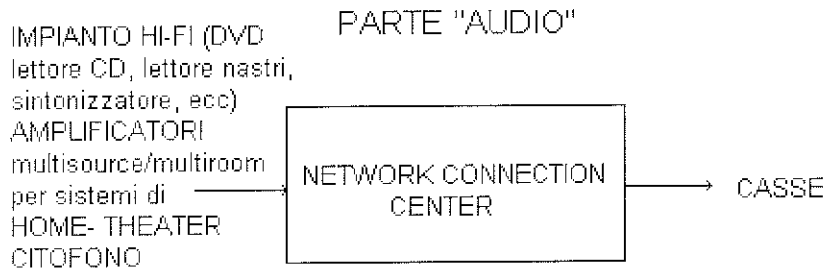 PARTE "AUDIO"
IMPIANTO HI-FI (DVD
lettore CD, lettore nastri,
sintonizzatore, ecc)
AMPLIFICATORI
multisource/multiroom
per sistemi di
HOME- THEATER
CITOFONO
NETWORK CONNECTION
CENTER
CASSE